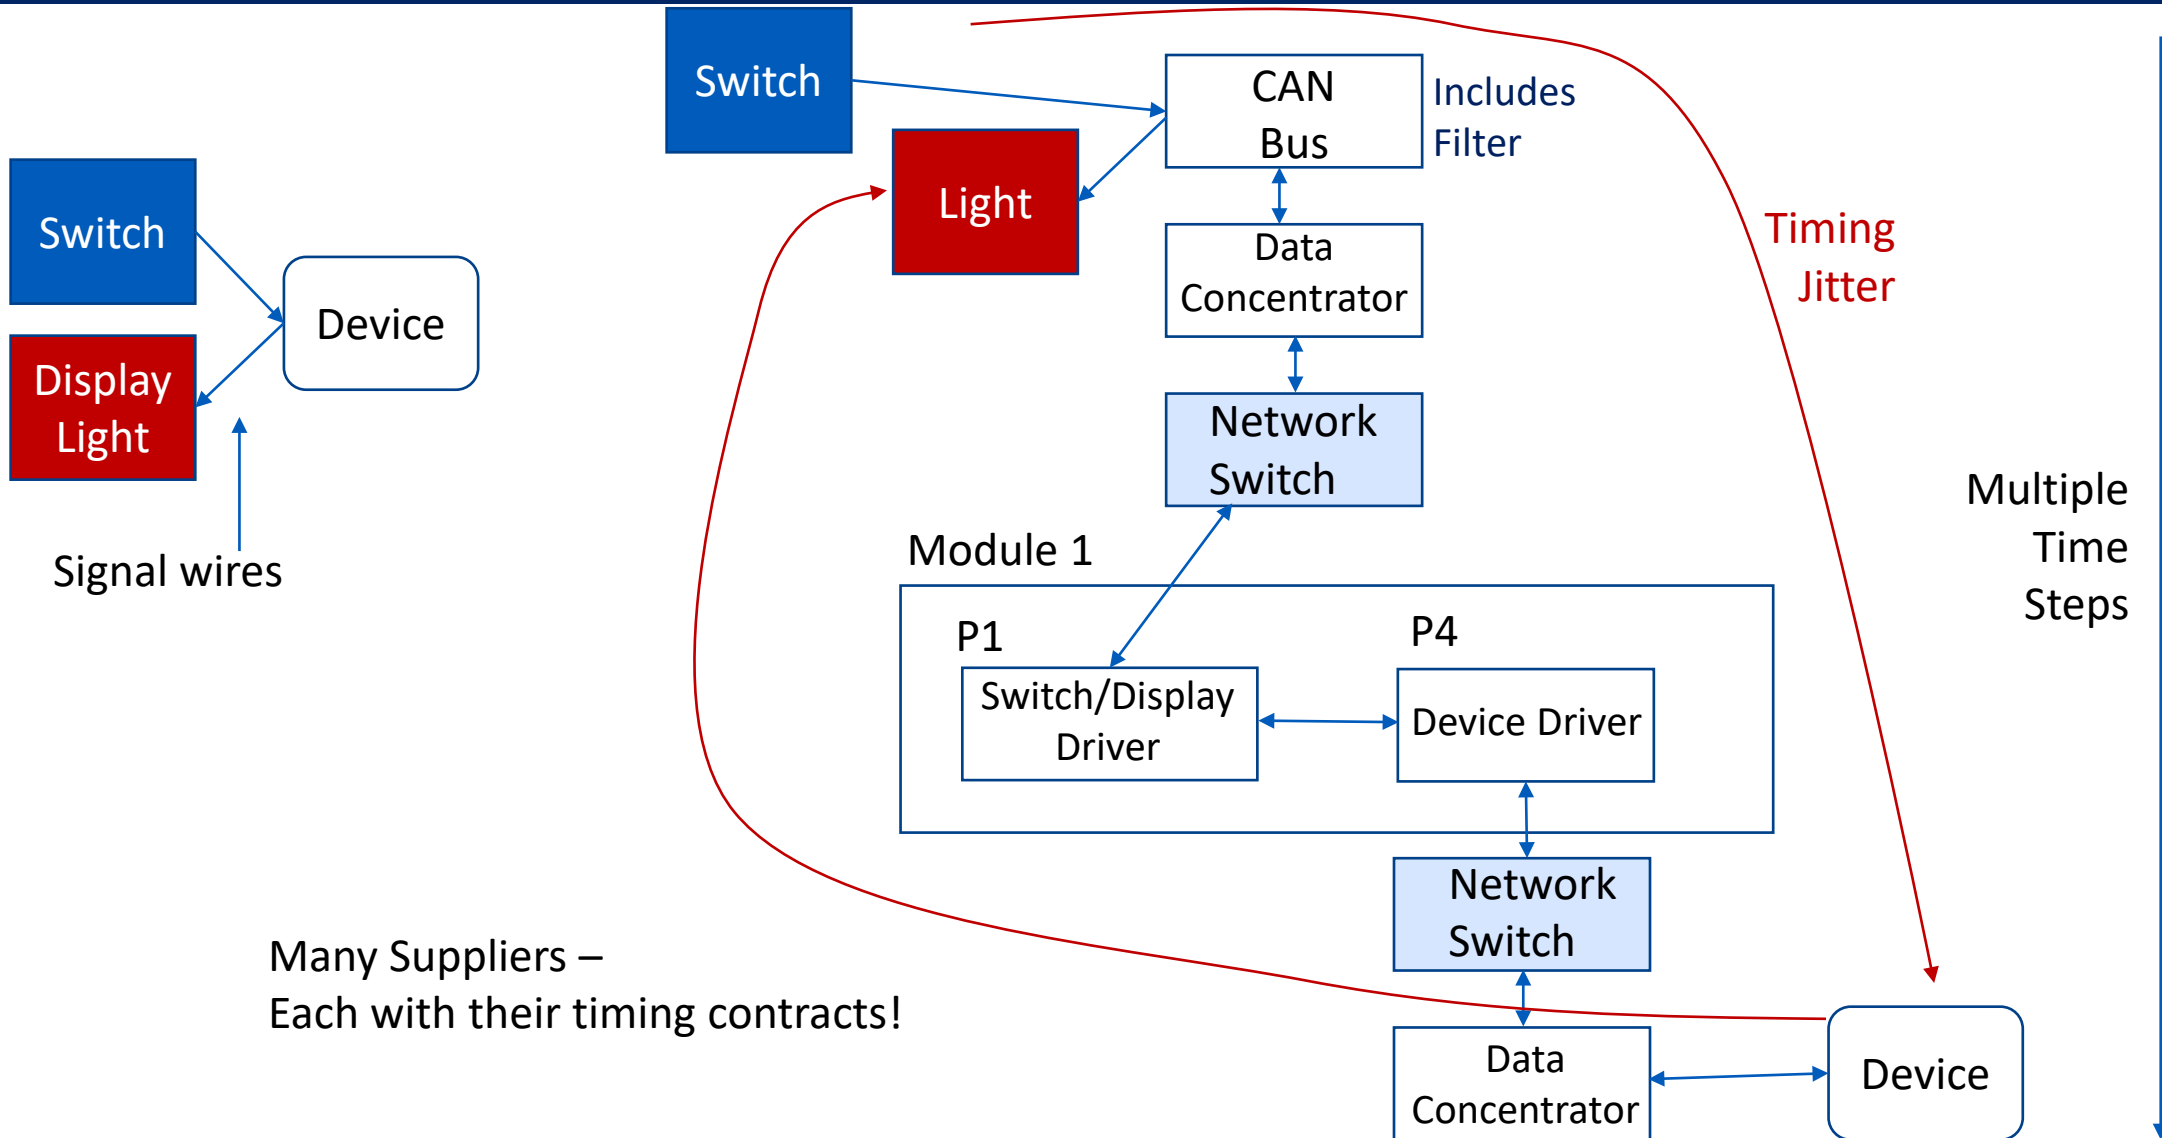 Switch
Display
Light
Device
Signal wires
Many Suppliers –
Each with their timing contracts!
Switch
Light
CAN
Bus
Includes
Filter
Data
Concentrator
Network
Switch
Module 1
P1
Switch/Display
Driver
P4
Device Driver
Network
Switch
Data
Concentrator
Device
Timing
Jitter
Multiple
Time
Steps